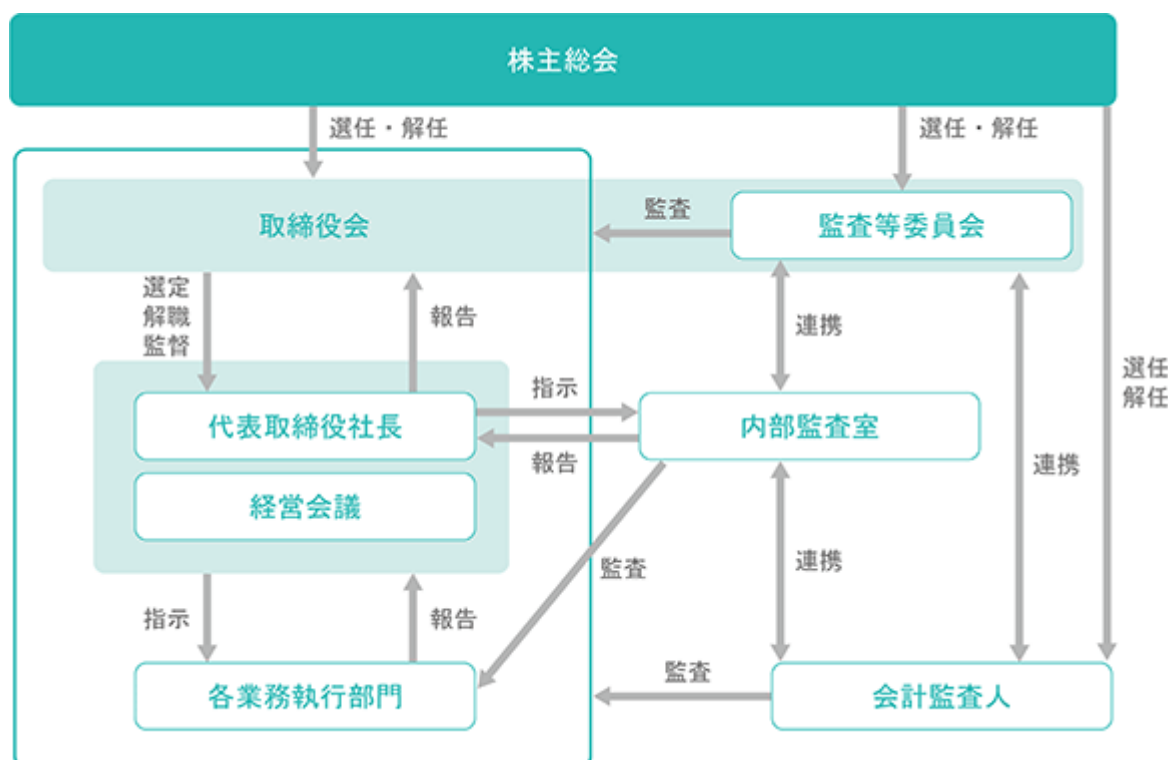 株主総会
選任・解任
選任・解任
取締役会
監査
監査等委員会
選定
解職
監督
報告
連携
選任
解任
代表取締役社長
指示
報告
内部監査室
経営会議
連携
監査
連携
指示
報告
各業務執行部門
監査
会計監査人